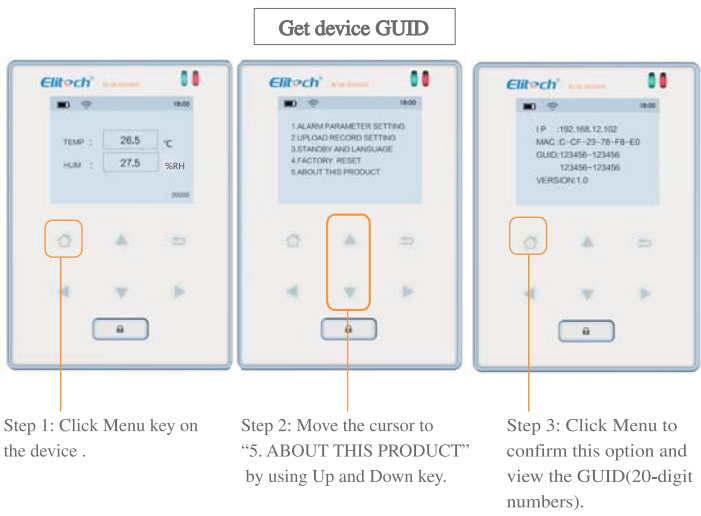 Get device GUID
Elitech
18:00
TEMP : 26.5 ℃
HUM : 27.5 %RH
Elitech
18:00
1.ALARM PARAMETER SETTING
2.UPLOAD RECORD SETTING
3.STANDBY AND LANGUAGE
4.FACTORY RESET
5.ABOUT THIS PRODUCT
Elitech
18:00
IP :192.168.12.102
MAC :C-CF-23-78-F8-E0
GUID:123456-123456
123456-123456
VERSION:1.0
Step 1: Click Menu key on
the device .
Step 2: Move the cursor to
“5. ABOUT THIS PRODUCT”
by using Up and Down key.
Step 3: Click Menu to
confirm this option and
view the GUID(20-digit
numbers).